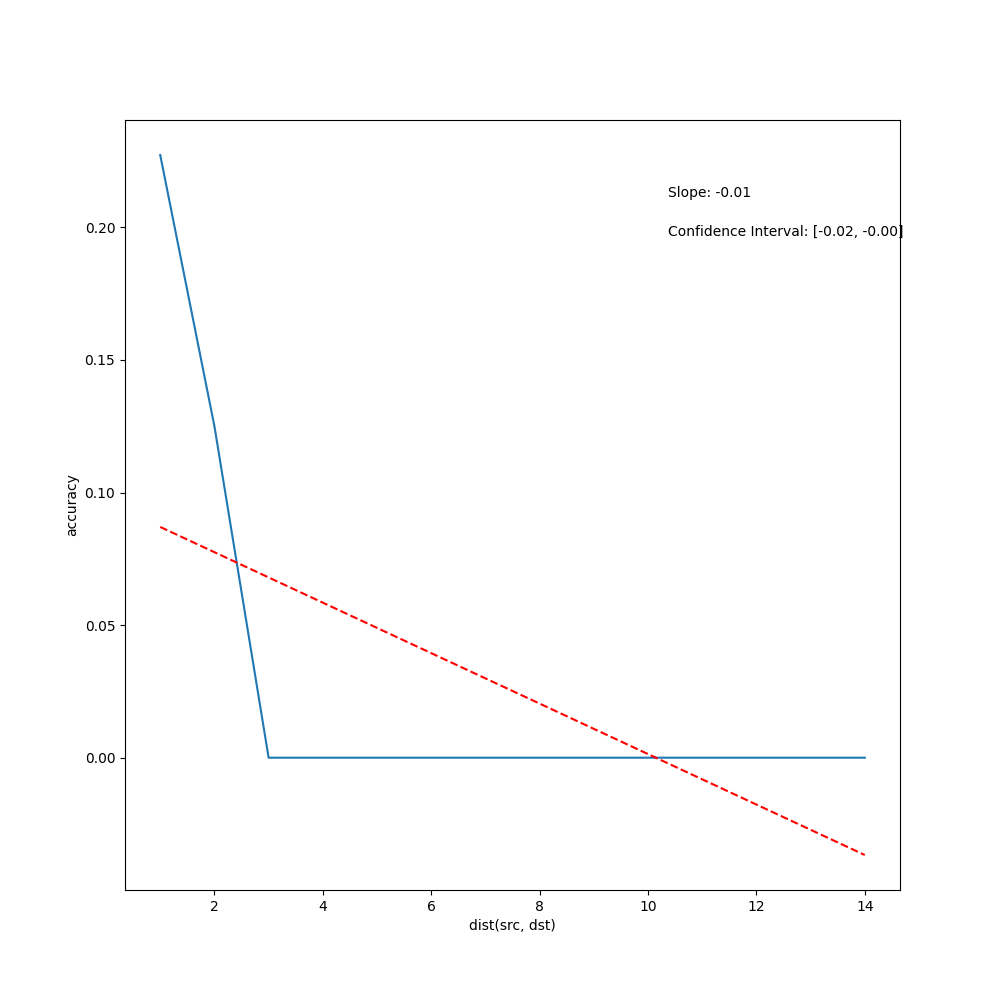 Slope: -0.01
Confidence Interval: [-0.02, -0.00]
0.20
0.15
0.10
0.05
0.00
accuracy
2 4 6 8 10 12 14
dist(src, dst)